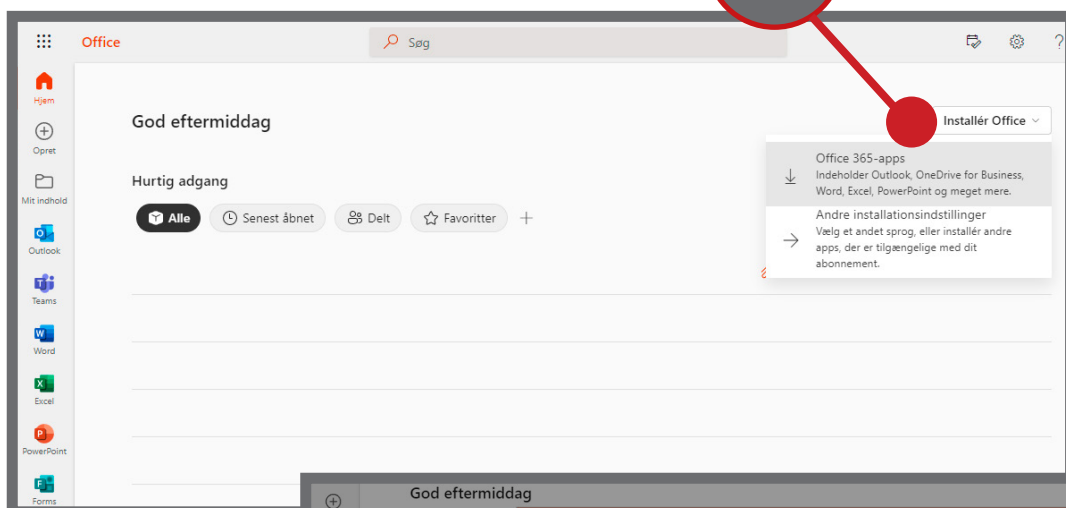 Office
Søg
?
Hjem
Opret
Mit indhold
Outlook
Teams
Word
Excel
PowerPoint
Forms
God eftermiddag
Installér Office
Office 365-apps
Indeholder Outlook, OneDrive for Business,
Word, Excel, PowerPoint og meget mere.
Andre installationsindstillinger
Vælg et andet sprog, eller installér andre
apps, der er tilgængelige med dit
abonnement.
Hurtig adgang
Alle
Senest åbnet
Delt
Favoritter
God eftermiddag